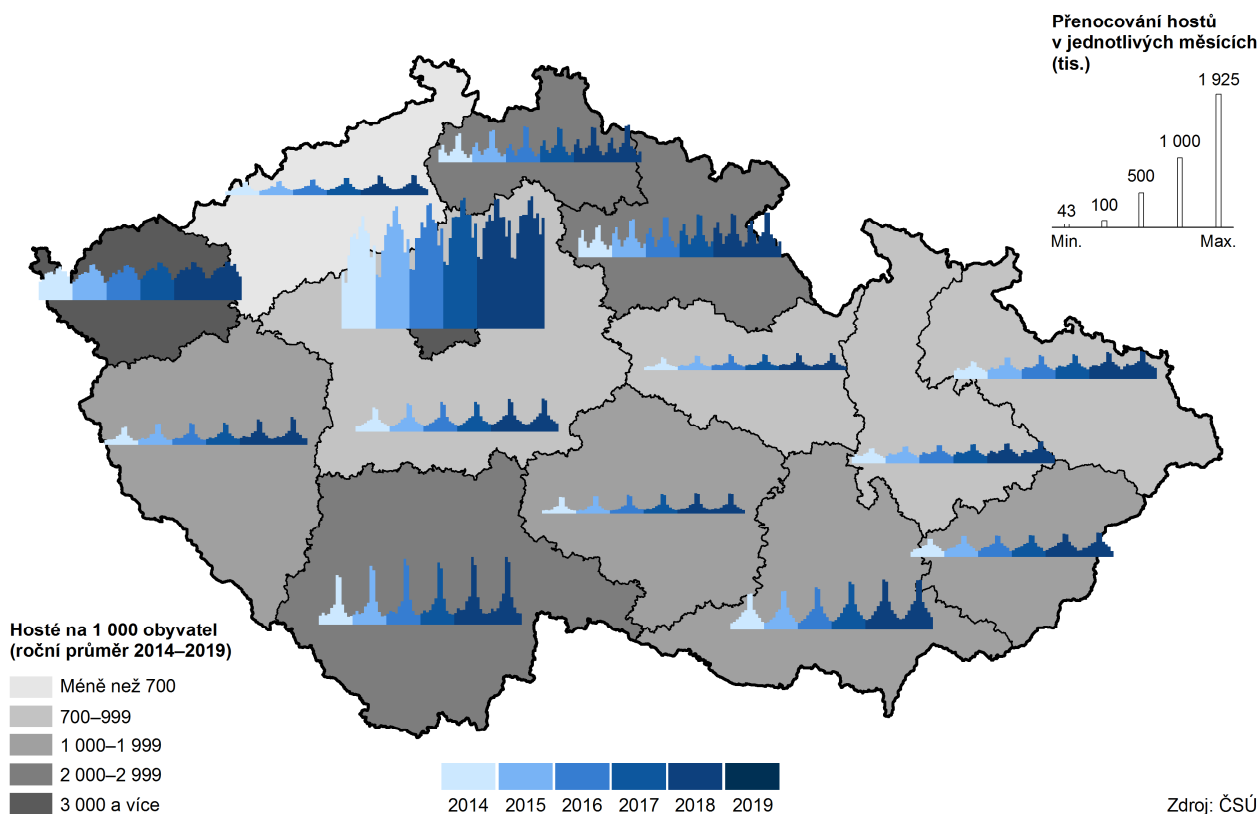 Přenocování hostů
v jednotlivých měsících
(tis.)
1 925
1 000
500
100
43
Min.
Max.
Hosté na 1 000 obyvatel
(roční průměr 2014–2019)
Méně než 700
700–999
1 000–1 999
2 000–2 999
3 000 a více
2014 2015 2016 2017 2018 2019
Zdroj: ČSÚ